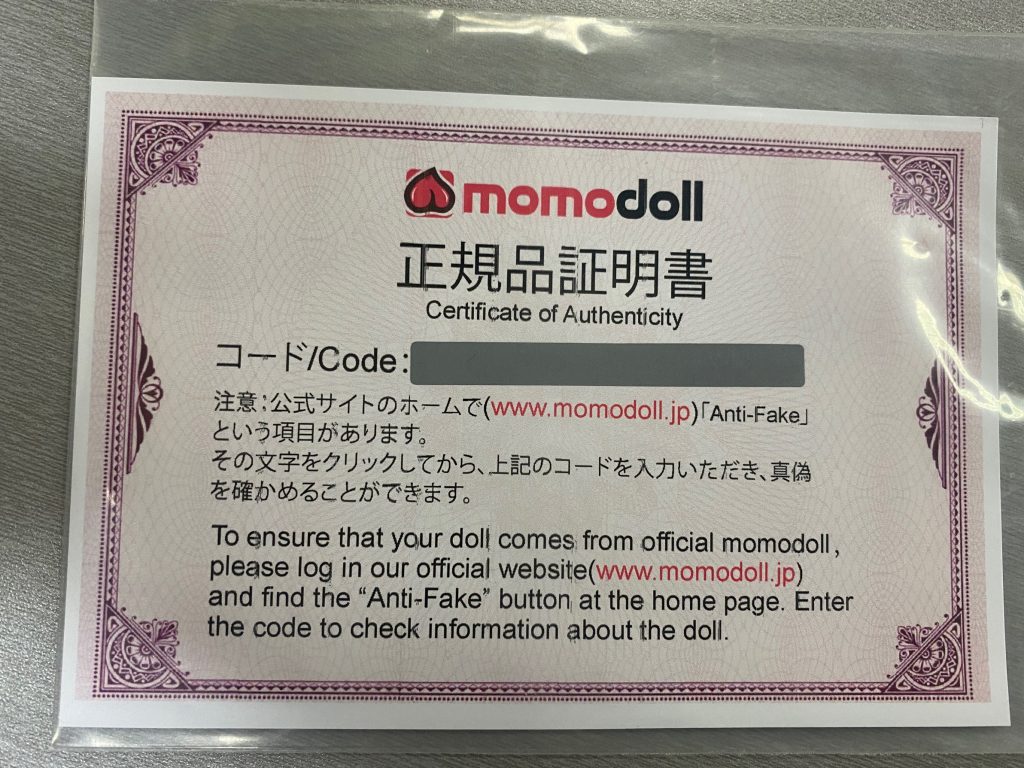 momodoll
正規品証明書
Certificate of Authenticity
コード/Code:
注意:公式サイトのホームで(www.momodoll.jp)「Anti-Fake」
という項目があります。
その文字をクリックしてから、上記のコードを入力いただき、真偽
を確かめることができます。
To ensure that your doll comes from official momodoll,
please log in our official website(www.momodoll.jp)
and find the “Anti-Fake” button at the home page. Enter
the code to check information about the doll.